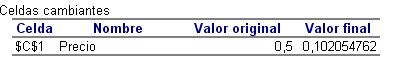 Celdas cambiantes
Celda Nombre Valor original Valor final
$C$1 Precio 0,5 0,102054762